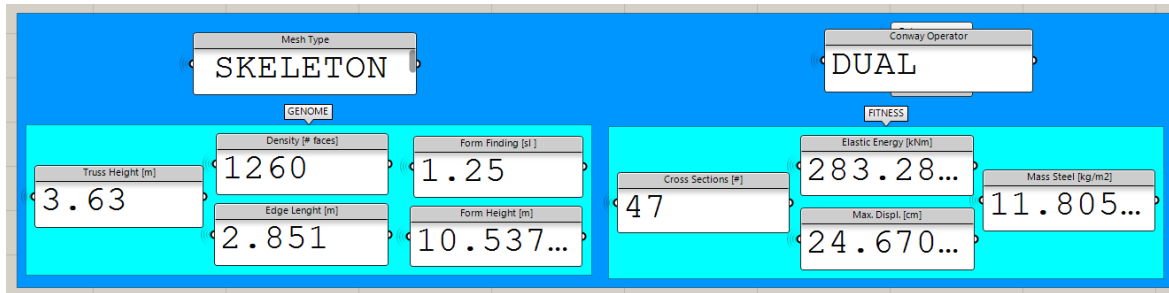 Mesh Type
SKELETON
Conway Operator
DUAL
GENOME
Truss Height [m]
3.63
Density [# faces]
1260
Edge Lenght [m]
2.851
Form Finding [sl ]
1.25
Form Height [m]
10.537...
FITNESS
Cross Sections [#]
47
Elastic Energy [kNm]
283.28...
Max. Displ. [cm]
24.670...
Mass Steel [kg/m2]
11.805...